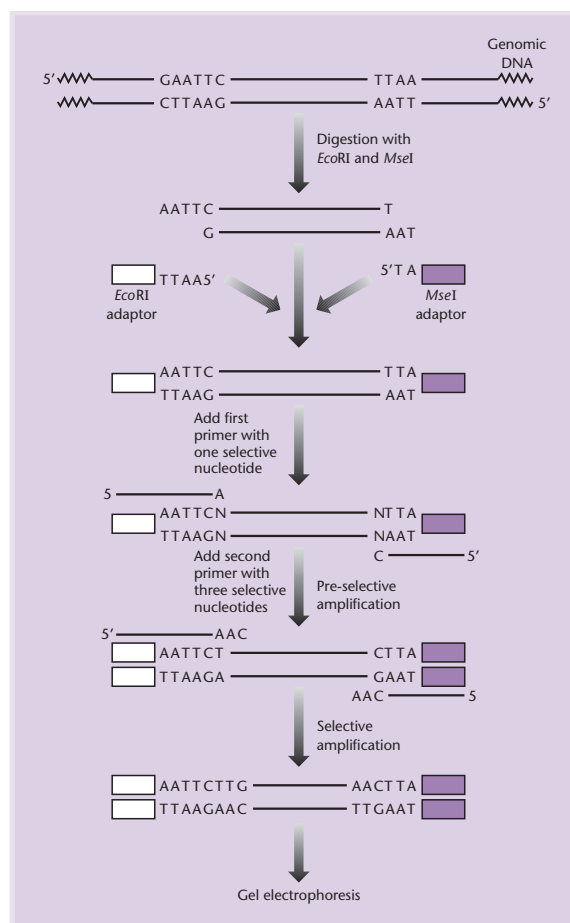 Genomic
DNA
5′ GAATTC TTAA
CTTAAG AATT 5′
Digestion with
EcoRI and MseI
AATTC T
G AAT
TTAA5′ 5′TA
EcoRI
adaptor
MseI
adaptor
AATTC TTA
TTAAG AAT
Add first
primer with
one selective
nucleotide
5 A
AATTCN NTTA
TTAAGN NAAT
C 5′
Add second
primer with
three selective
nucleotides
Pre-selective
amplification
5′ AAC
AATTCT CTTA
TTAAGA GAAT
AAC 5
Selective
amplification
AATTCTTG AACTTA
TTAAGAAC TTGAAT
Gel electrophoresis